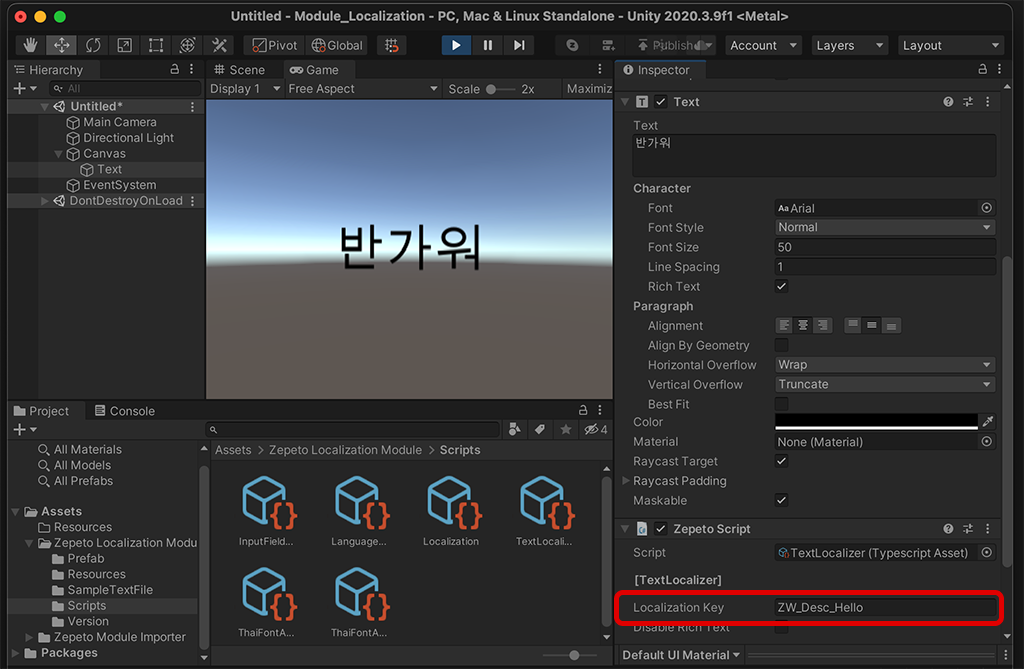 Untitled - Module_Localization - PC, Mac & Linux Standalone - Unity 2020.3.9f1 <Metal>
Pivot Global Publish Account Layers Layout
Hierarchy
All
Untitled*
Main Camera
Directional Light
Canvas
Text
EventSystem
DontDestroyOnLoad
Scene Game
Display 1 Free Aspect Scale 2x Maximiz
반가워
Inspector
Text
Text
반가워
Character
Font Arial
Font Style Normal
Font Size 50
Line Spacing 1
Rich Text
Paragraph
Alignment
Align By Geometry
Horizontal Overflow Wrap
Vertical Overflow Truncate
Best Fit
Color
Material None (Material)
Raycast Target
Raycast Padding
Maskable
Zepeto Script
Script TextLocalizer (Typescript Asset)
[TextLocalizer]
Localization Key ZW_Desc_Hello
Disable Rich Text
Default UI Material
Project Console
4
All Materials
All Models
All Prefabs
Assets
Resources
Zepeto Localization Modu
Prefab
Resources
SampleTextFile
Scripts
Version
Zepeto Module Importer
Packages
Assets > Zepeto Localization Module > Scripts
InputField... Language... Localization TextLocali...
ThaiFontA... ThaiFontA...